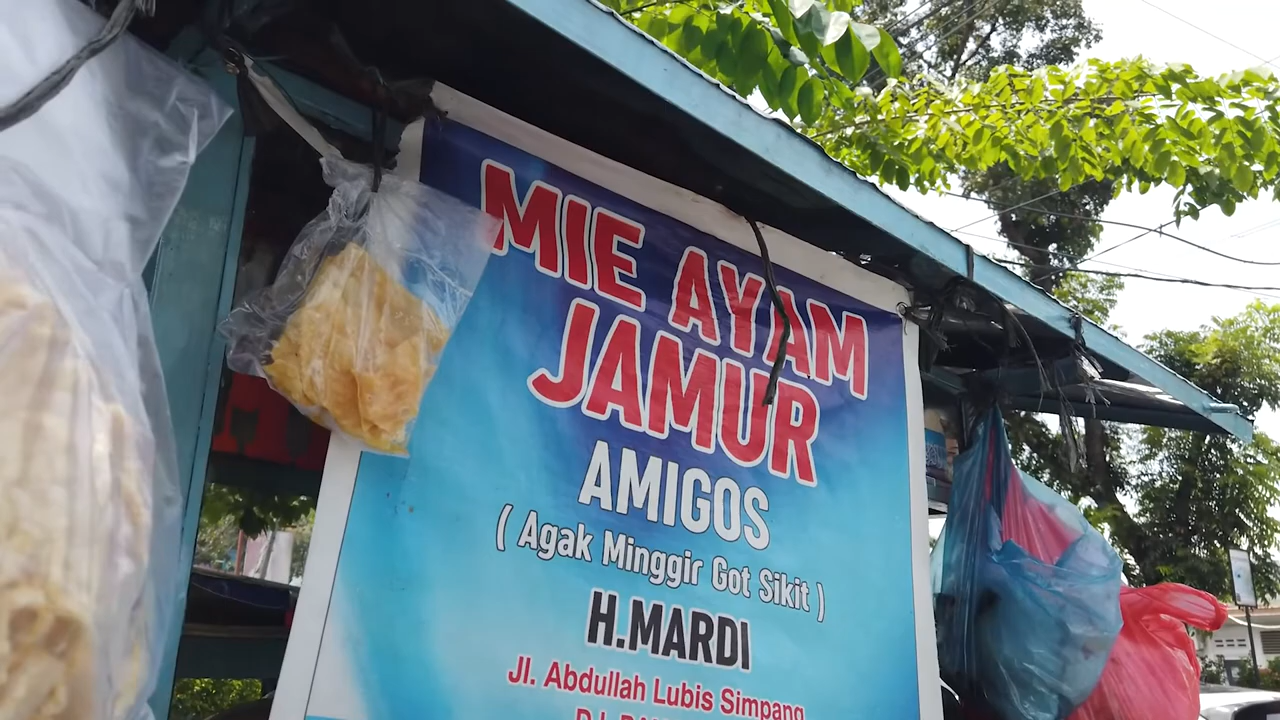 MIE AYAM
JAMUR
AMIGOS
( Agak Minggir Got Sikit )
H.MARDI
Jl. Abdullah Lubis Simpang